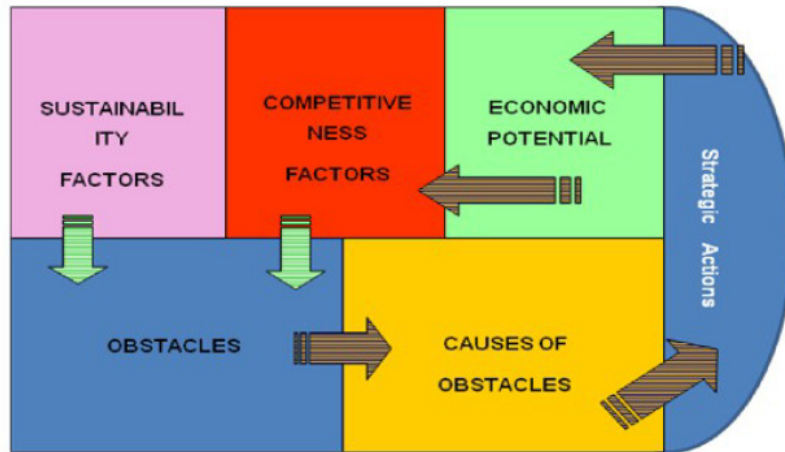 SUSTAINABIL
ITY
FACTORS
COMPETITIVE
NESS
FACTORS
ECONOMIC
POTENTIAL
Strategic Actions
OBSTACLES
CAUSES OF
OBSTACLES